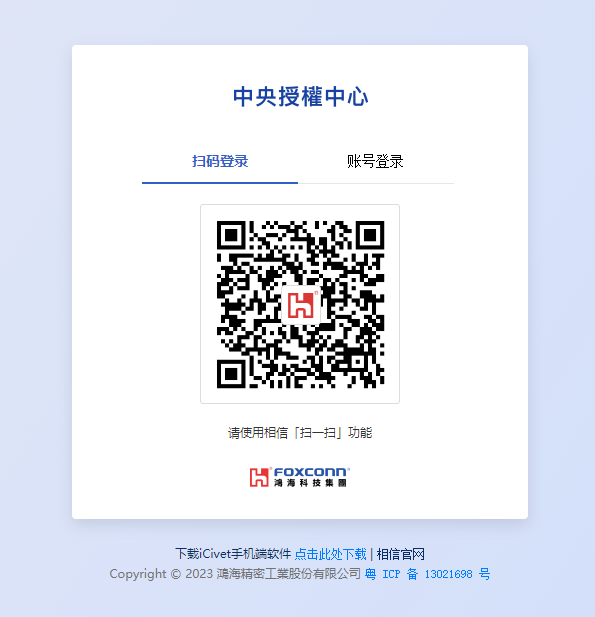 中央授權中心
扫码登录 账号登录
请使用相信「扫一扫」功能
FOXCONN®
鴻海科技集團
下载iCivet手机端软件 点击此处下载 | 相信官网
Copyright © 2023 鴻海精密工業股份有限公司 粤 ICP 备 13021698 号